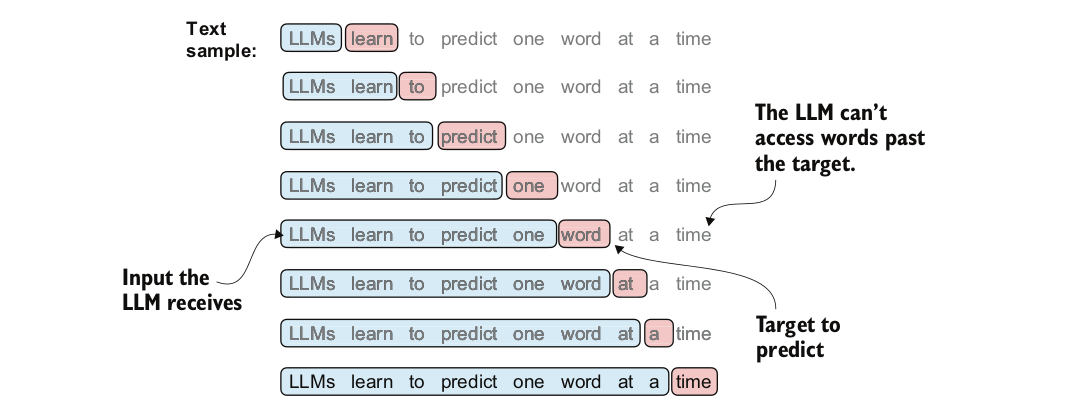 Text
sample:
LLMs learn to predict one word at a time
LLMs learn to predict one word at a time
The LLM can't
access words past
the target.
LLMs learn to predict one word at a time
LLMs learn to predict one word at a time
LLMs learn to predict one word at a time
Input the
LLM receives
LLMs learn to predict one word at a time
Target to
predict
LLMs learn to predict one word at a time
LLMs learn to predict one word at a time